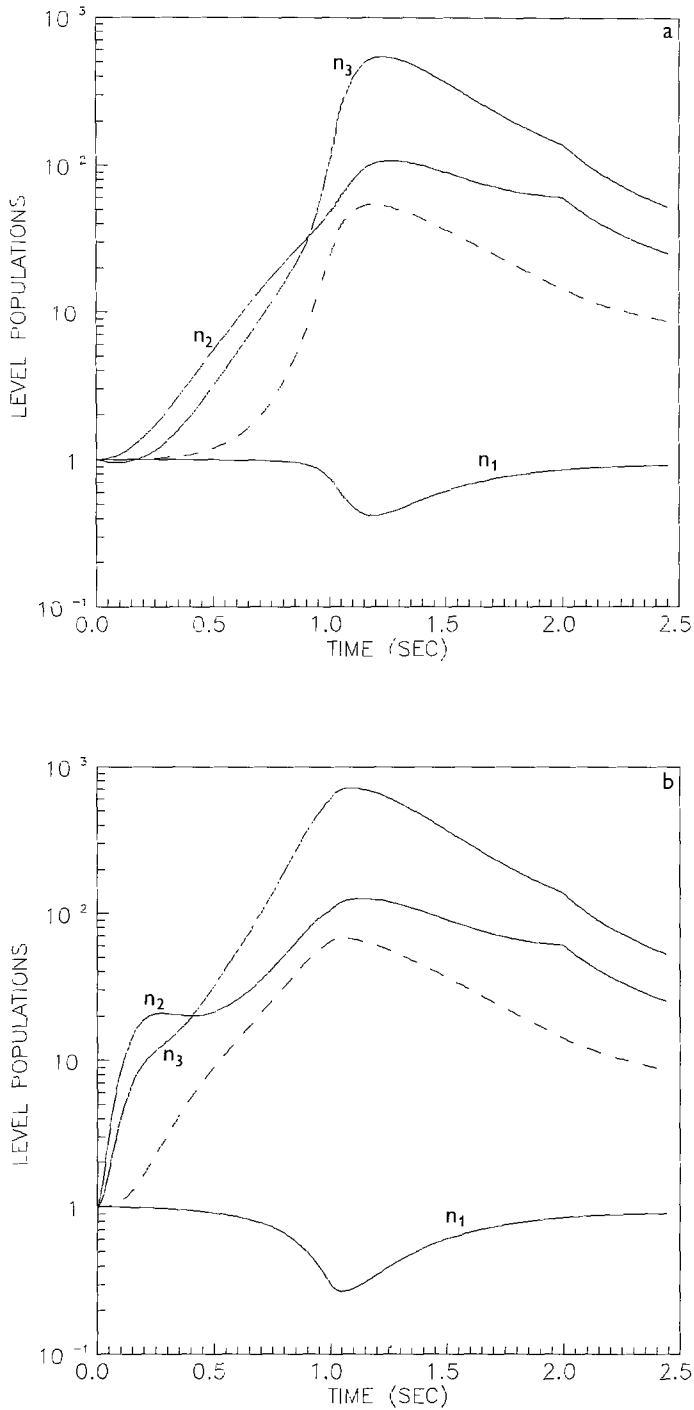 a
10³
n₃
10²
LEVEL POPULATIONS
10
n₂
1
n₁
10⁻¹
0.0 0.5 1.0 1.5 2.0 2.5
TIME (SEC)
b
10³
10²
LEVEL POPULATIONS
n₂
n₃
10
1
n₁
10⁻¹
0.0 0.5 1.0 1.5 2.0 2.5
TIME (SEC)